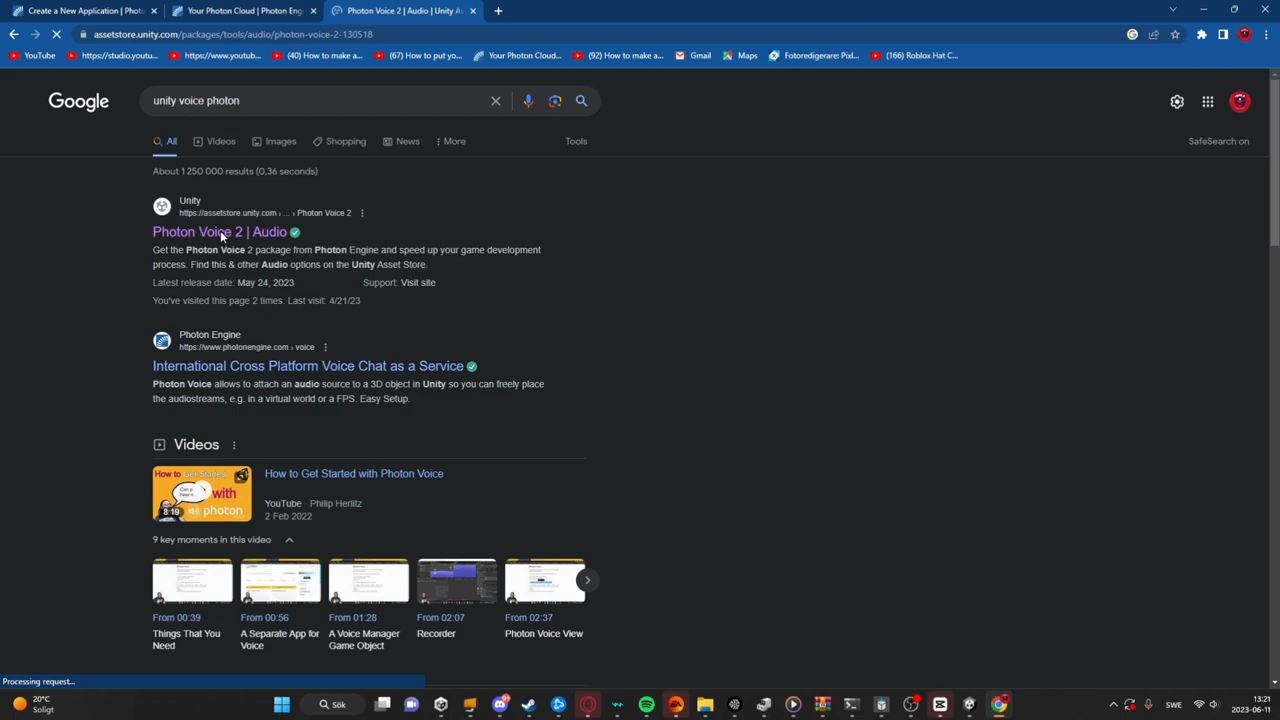 Create a New Application | Phot
Your Photon Cloud | Photon Eng
Photon Voice 2 | Audio | Unity A
assetstore.unity.com/packages/tools/audio/photon-voice-2-130518
YouTube
https://studio.youtu...
https://www.youtub...
(40) How to make a...
(67) How to put yo...
Your Photon Cloud...
(92) How to make a...
Gmail
Maps
Fotoredigerare: Pixl...
(166) Roblox Hat C...
Google
unity voice photon
All
Videos
Images
Shopping
News
More
Tools
SafeSearch on
About 1 250 000 results (0,36 seconds)
Unity
https://assetstore.unity.com › ... › Photon Voice 2
Photon Voice 2 | Audio
Get the Photon Voice 2 package from Photon Engine and speed up your game development
process. Find this & other Audio options on the Unity Asset Store.
Latest release date: May 24, 2023
Support: Visit site
You've visited this page 2 times. Last visit: 4/21/23
Photon Engine
https://www.photonengine.com › voice
International Cross Platform Voice Chat as a Service
Photon Voice allows to attach an audio source to a 3D object in Unity so you can freely place
the audiostreams, e.g. in a virtual world or a FPS. Easy Setup.
Videos
How to Get Started
Can y
hear m
with
photon
8:19
How to Get Started with Photon Voice
YouTube · Philip Herlitz
2 Feb 2022
9 key moments in this video
From 00:39
From 00:56
From 01:28
From 02:07
From 02:37
Things That You
Need
A Separate App for
Voice
A Voice Manager
Game Object
Recorder
Photon Voice View
Processing request...
20°C
Soligt
Sök
SWE
13:21
2023-06-11